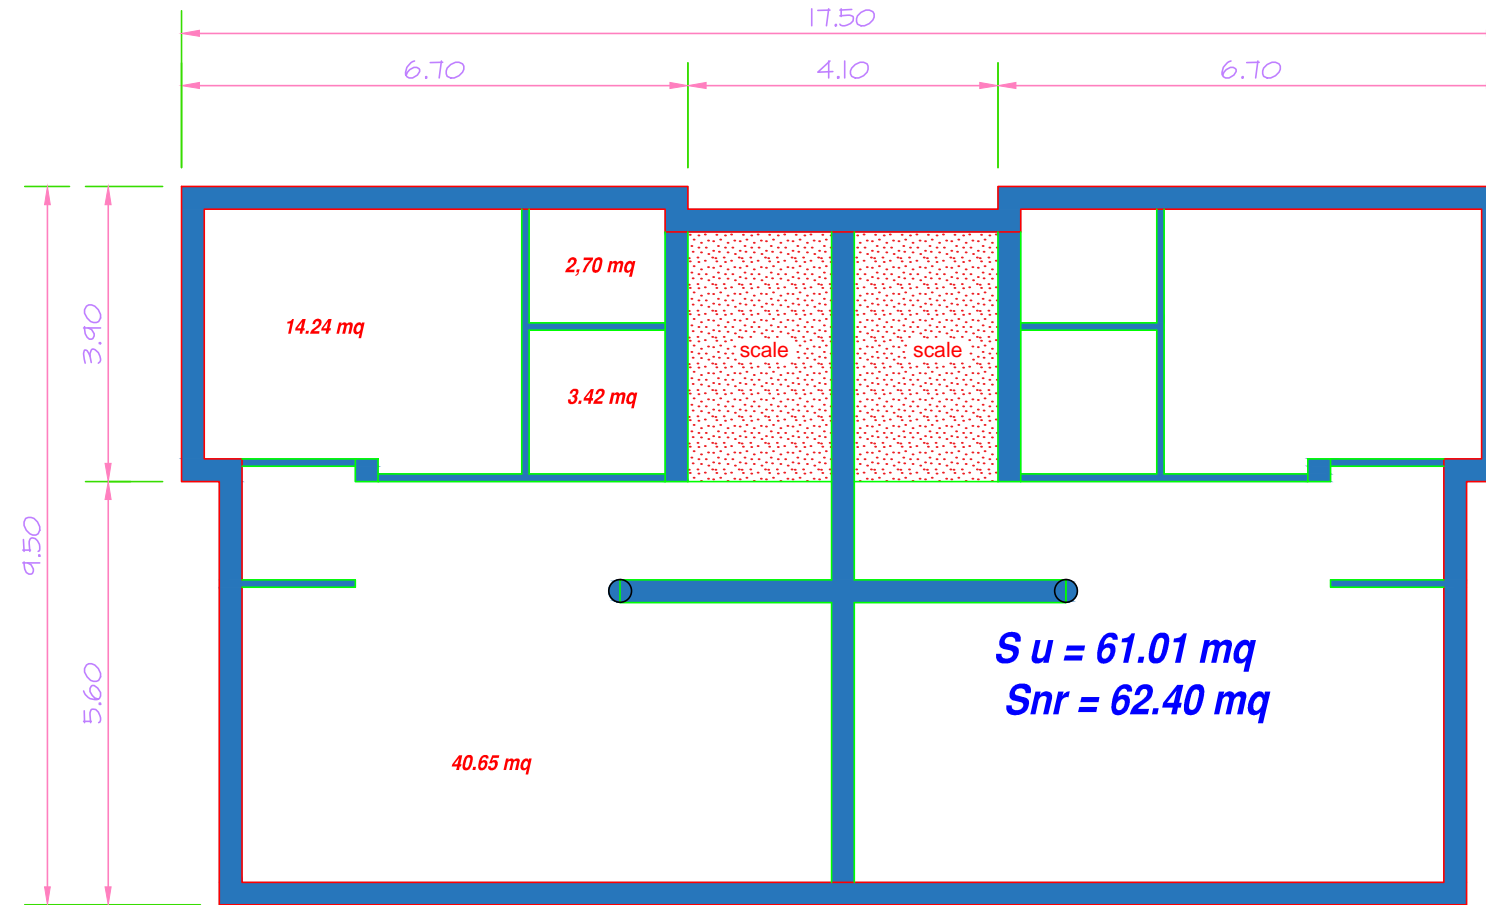 17.50
6.70
4.10
6.70
2,70 mq
14.24 mq
3.90
scale
scale
3.42 mq
9.50
S u = 61.01 mq
5.60
Snr = 62.40 mq
40.65 mq